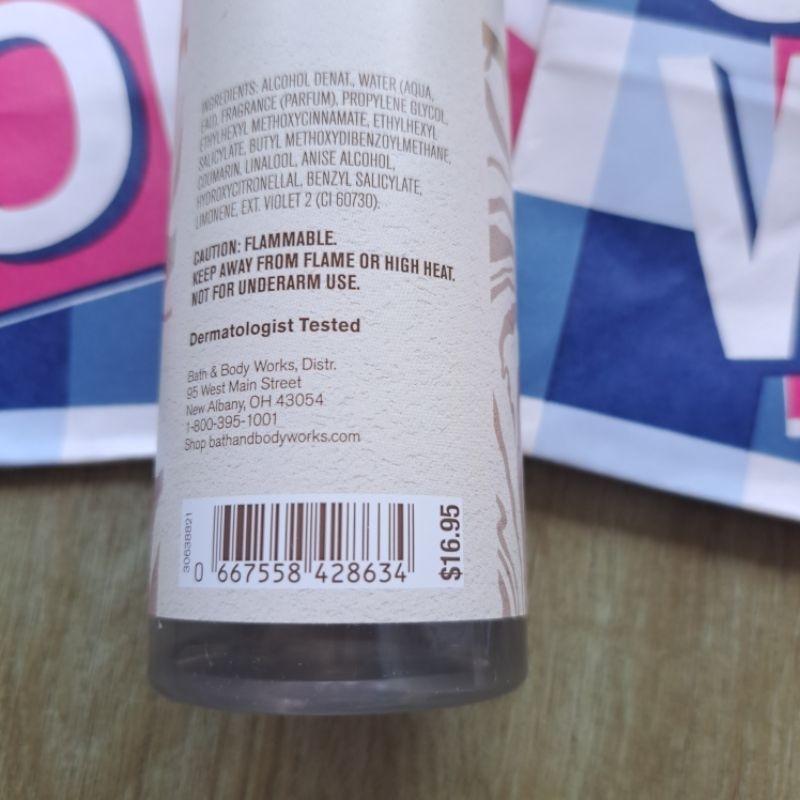 INGREDIENTS: ALCOHOL DENAT., WATER (AQUA,
EAU), FRAGRANCE (PARFUM), PROPYLENE GLYCOL,
ETHYLHEXYL METHOXYCINNAMATE, ETHYLHEXYL
SALICYLATE, BUTYL METHOXYDIBENZOYLMETHANE,
COUMARIN, LINALOOL, ANISE ALCOHOL,
HYDROXYCITRONELLAL, BENZYL SALICYLATE,
LIMONENE, EXT. VIOLET 2 (CI 60730).
CAUTION: FLAMMABLE.
KEEP AWAY FROM FLAME OR HIGH HEAT.
NOT FOR UNDERARM USE.
Dermatologist Tested
Bath & Body Works, Distr.
95 West Main Street
New Albany, OH 43054
1-800-395-1001
Shop bathandbodyworks.com
30638821
0 667558 428634
$16.95